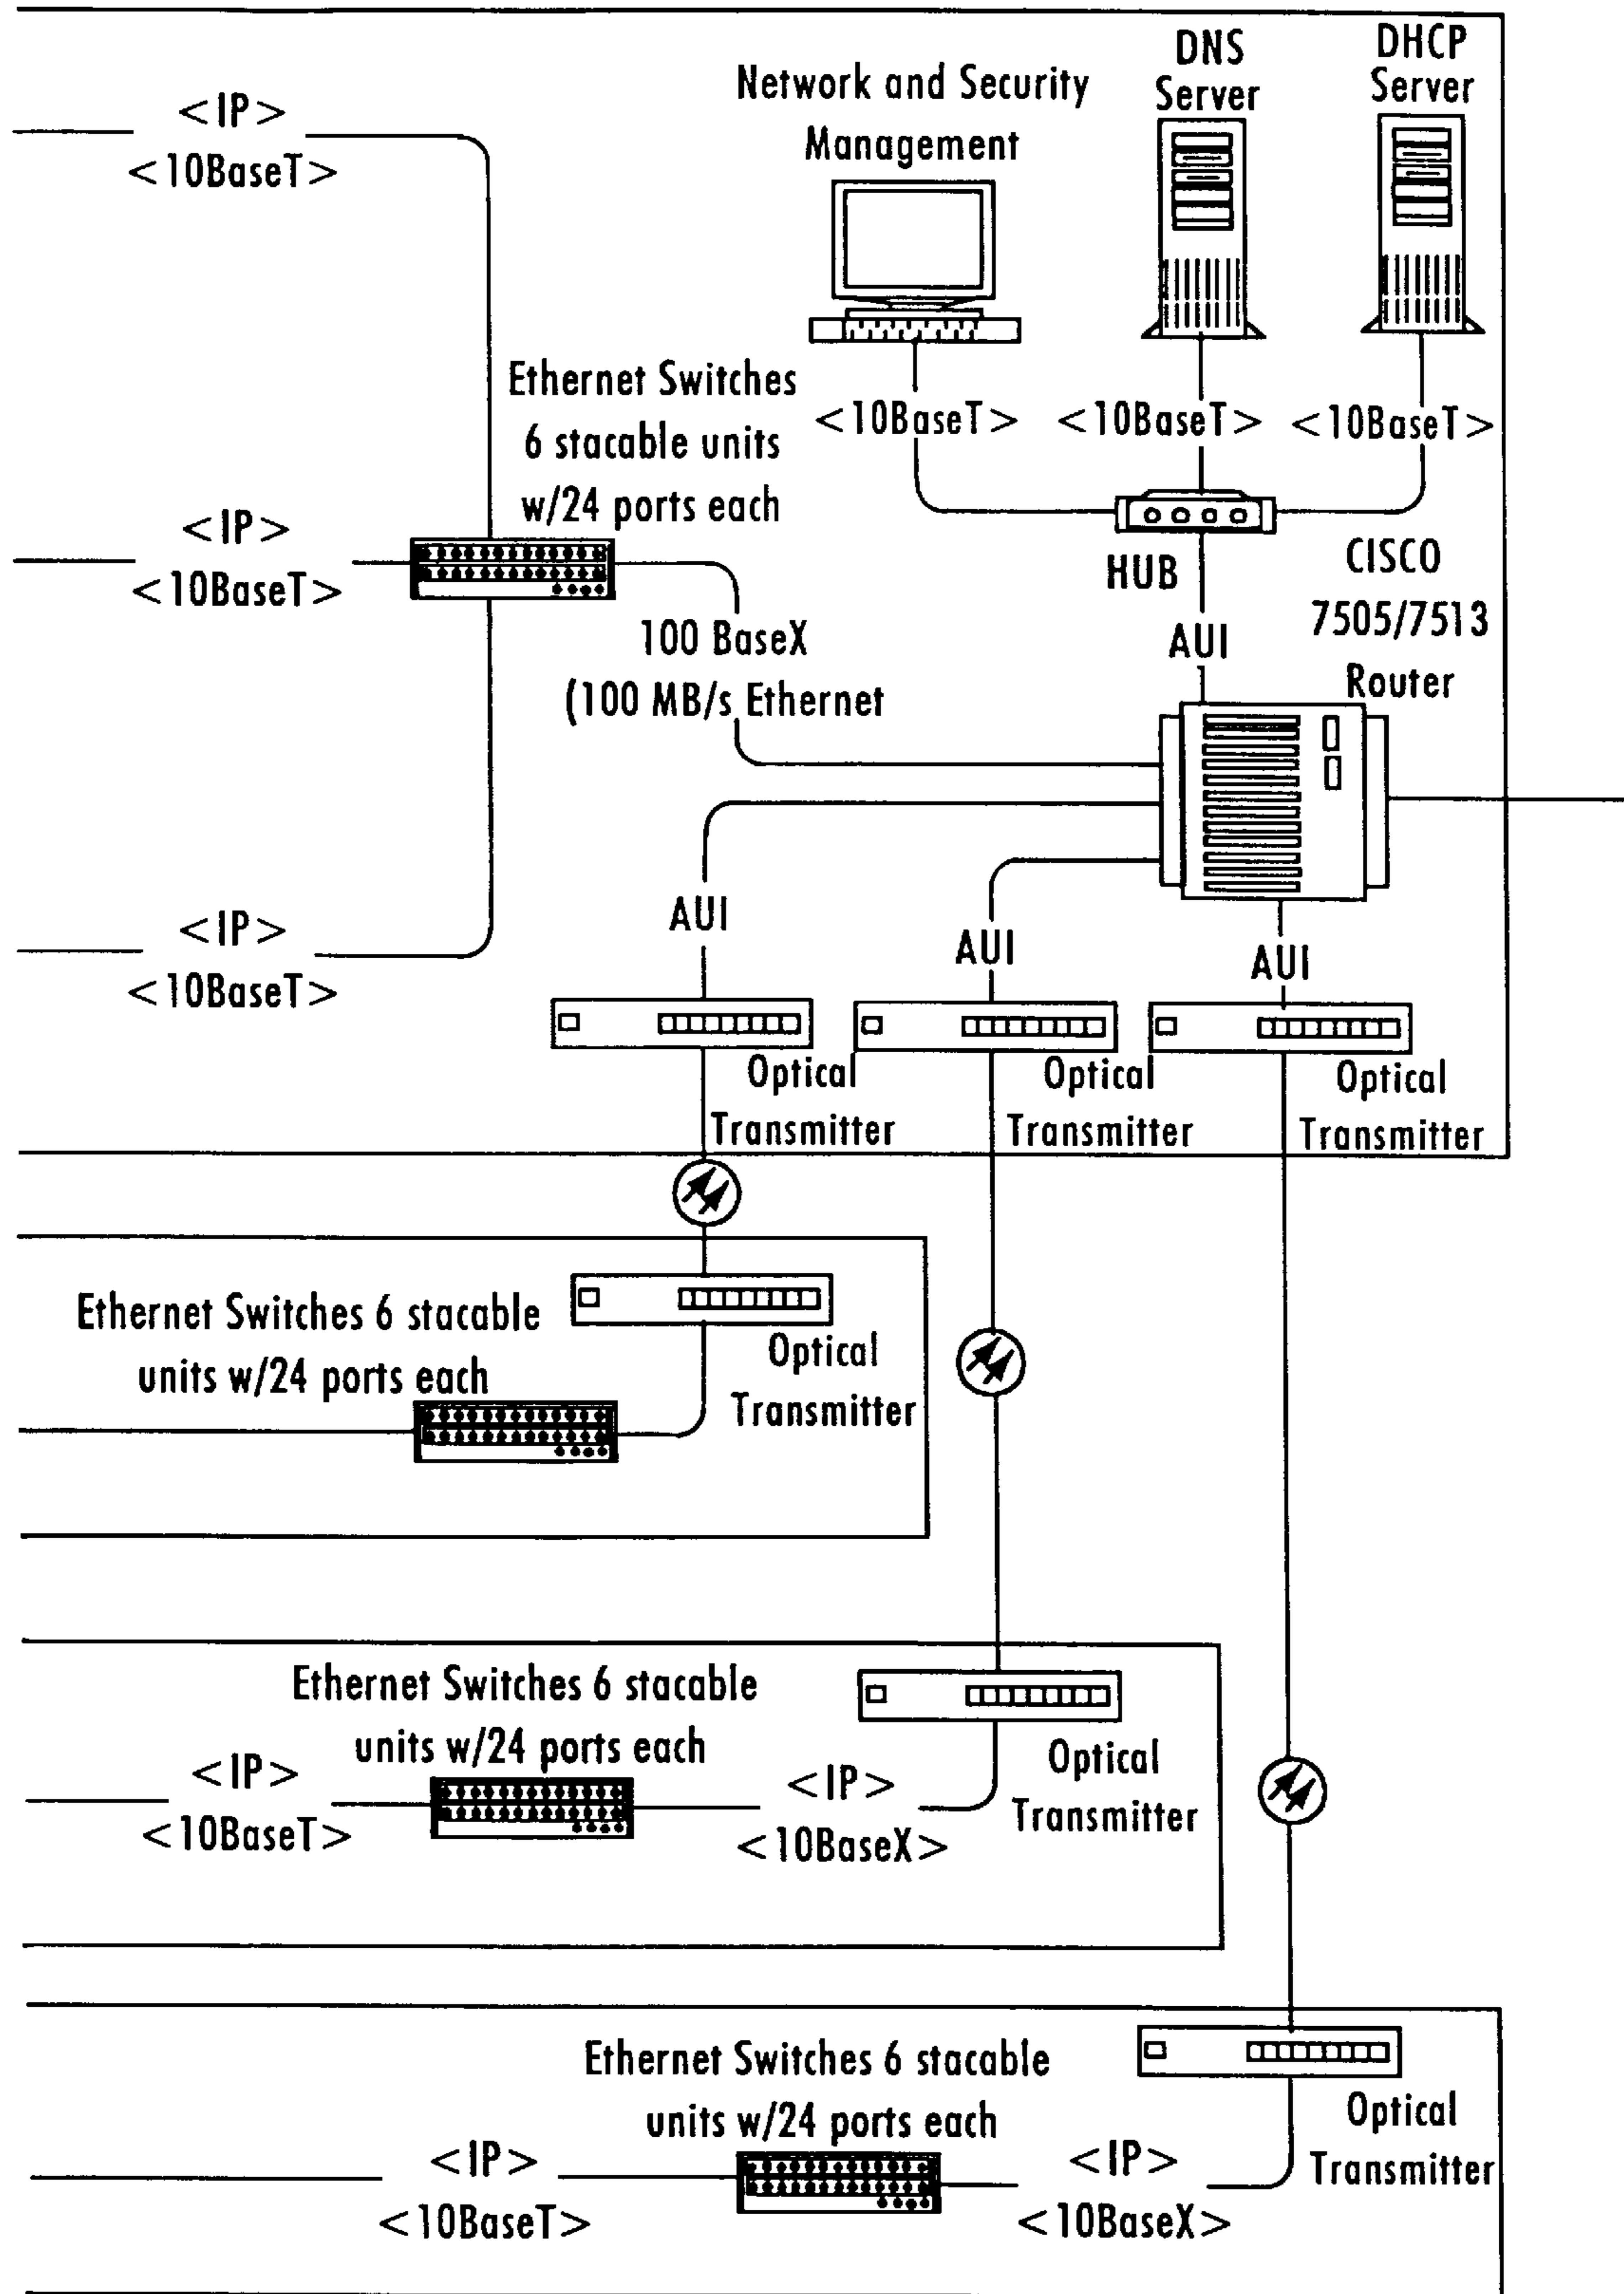 DNS
Server
DHCP
Server
Network and Security
Management
<IP>
<10BaseT>
Ethernet Switches
6 stacable units
w/24 ports each
<10BaseT>
<10BaseT>
<10BaseT>
<IP>
<10BaseT>
HUB
CISCO
7505/7513
Router
100 BaseX
(100 MB/s Ethernet
AUI
<IP>
<10BaseT>
AUI
AUI
AUI
Optical
Transmitter
Optical
Transmitter
Optical
Transmitter
Ethernet Switches 6 stacable
units w/24 ports each
Optical
Transmitter
Ethernet Switches 6 stacable
units w/24 ports each
<IP>
<10BaseT>
<IP>
<10BaseX>
Optical
Transmitter
Ethernet Switches 6 stacable
units w/24 ports each
<IP>
<10BaseT>
<IP>
<10BaseX>
Optical
Transmitter